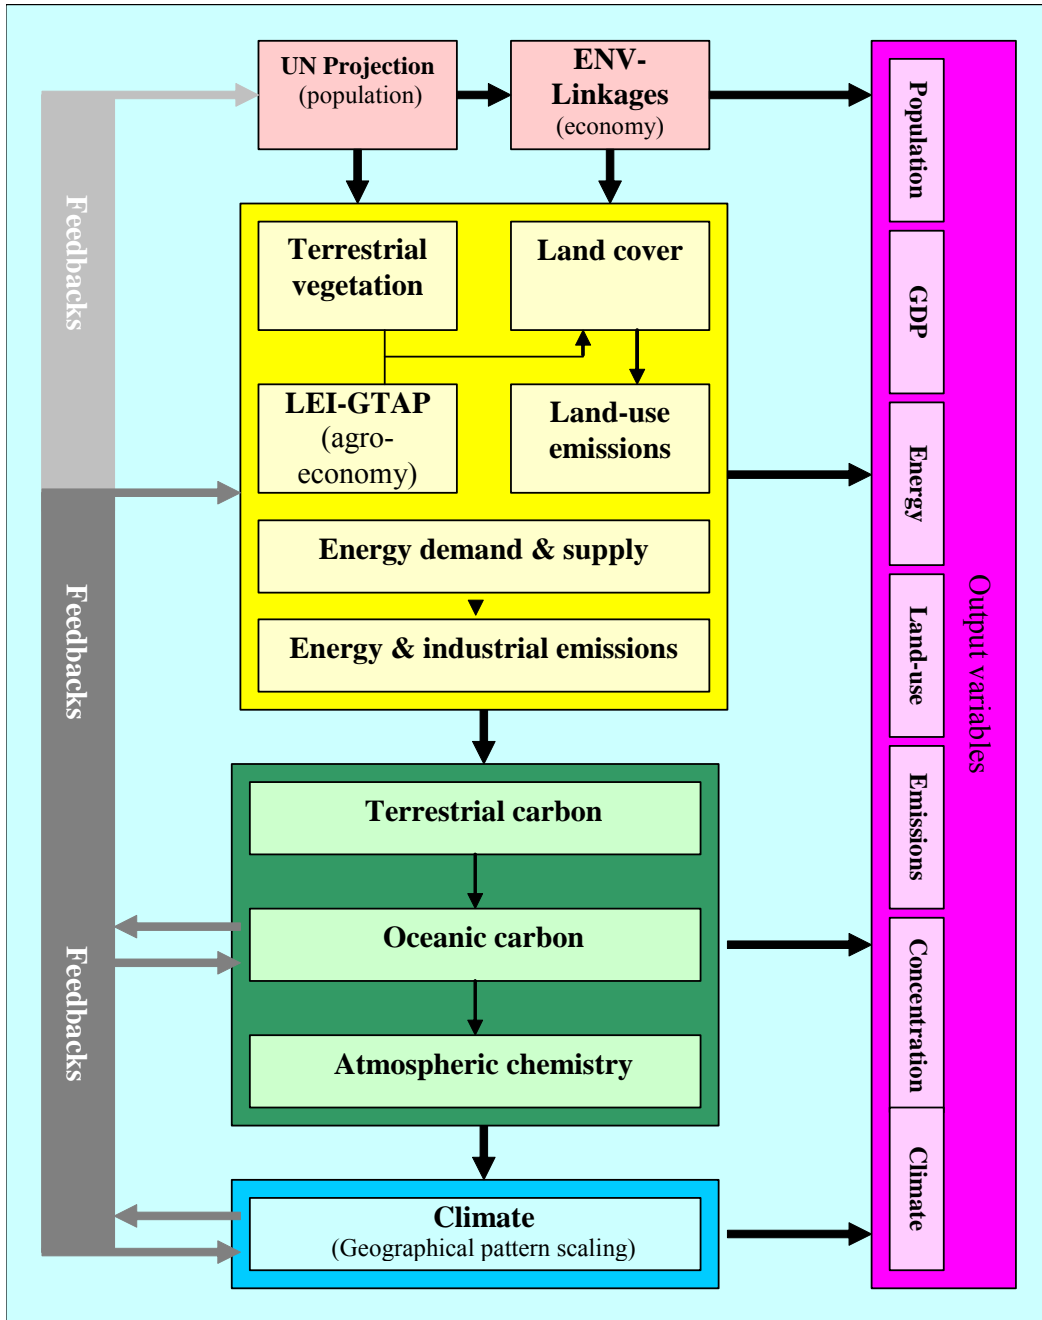 UN Projection
(population)
ENV-
Linkages
(economy)
Terrestrial
vegetation
Land cover
LEI-GTAP
(agro-
economy)
Land-use
emissions
Energy demand & supply
Energy & industrial emissions
Terrestrial carbon
Oceanic carbon
Atmospheric chemistry
Climate
(Geographical pattern scaling)
Feedbacks
Feedbacks
Feedbacks
Population
GDP
Energy
Land-use
Emissions
Concentration
Climate
Output variables